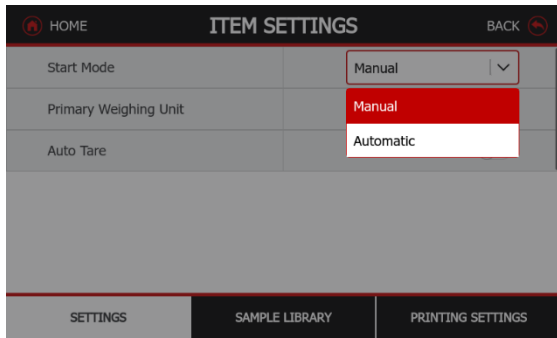 HOME ITEM SETTINGS BACK
Start Mode Manual
Primary Weighing Unit Manual
Auto Tare Automatic
SETTINGS SAMPLE LIBRARY PRINTING SETTINGS